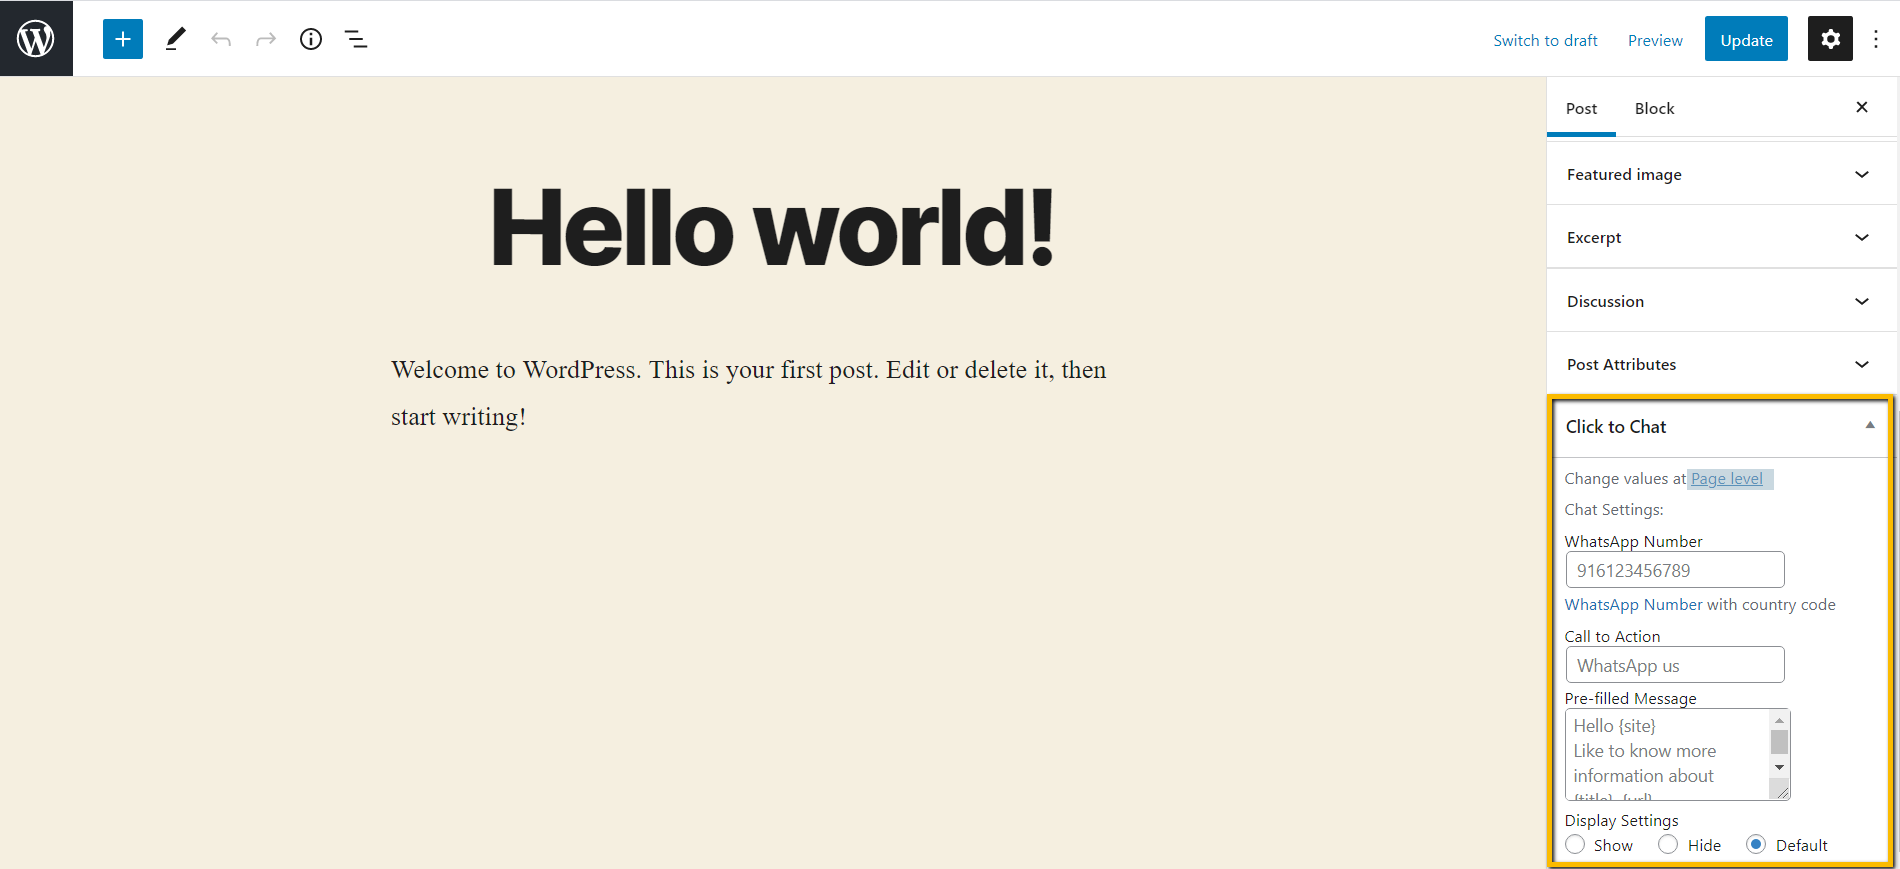 Switch to draft
Preview
Update
Post
Block
Featured image
Excerpt
Discussion
Post Attributes
Hello world!
Welcome to WordPress. This is your first post. Edit or delete it, then
start writing!
Click to Chat
Change values at Page level
Chat Settings:
WhatsApp Number
916123456789
WhatsApp Number with country code
Call to Action
WhatsApp us
Pre-filled Message
Hello {site}
Like to know more
information about
{title}, {url}
Display Settings
Show
Hide
Default